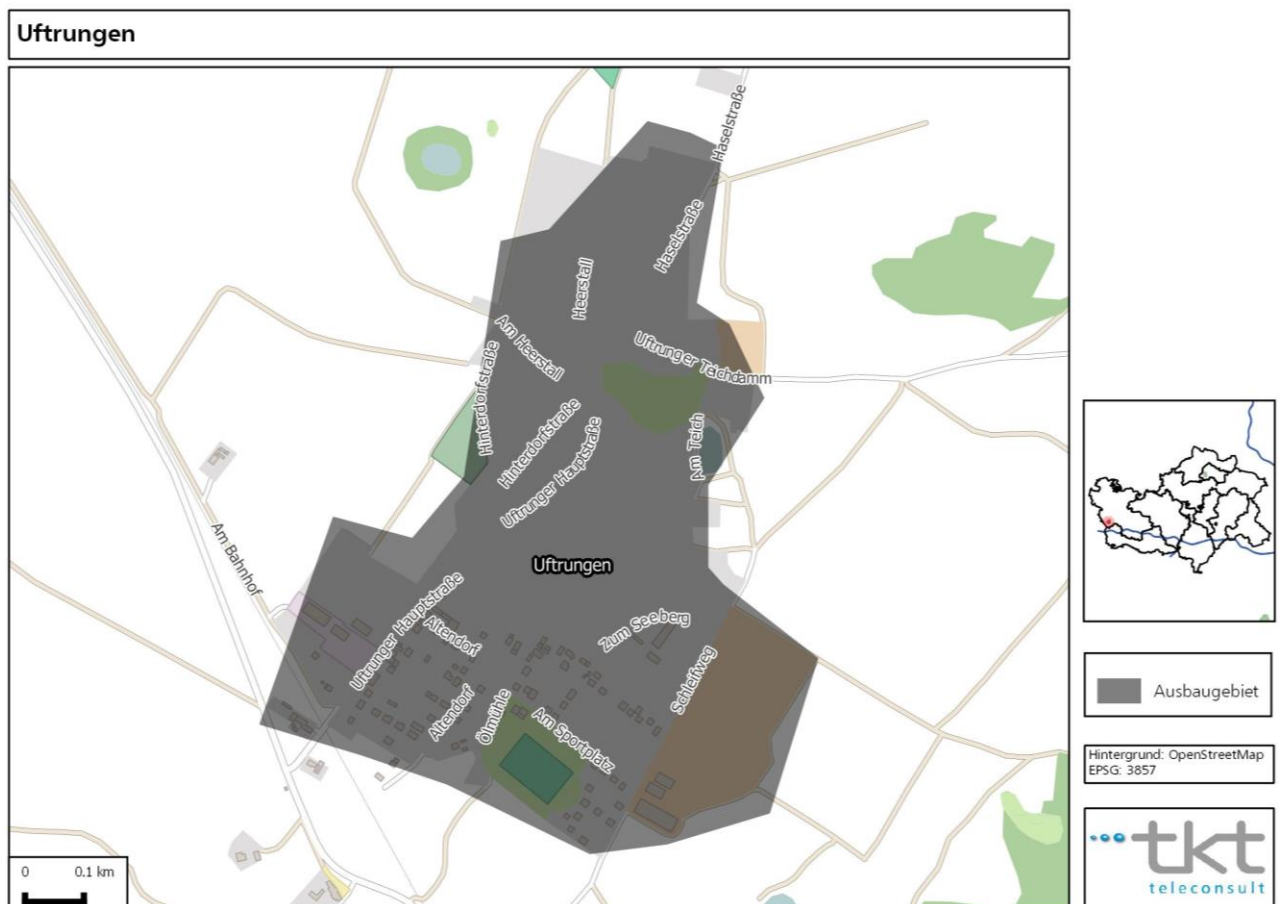 Uftrungen
Haselstraße
Haselstraße
Heerstall
Am Heerstall
Uftrunger Teichdamm
Hinterdorfstraße
Hinterdorfstraße
Uftrunger Hauptstraße
Am Teich
Am Bahnhof
Uftrungen
Uftrunger Hauptstraße
Altendorf
Zum Seeberg
Schleifweg
Altendorf
Ölmühle
Am Sportplatz
0 0.1 km
Ausbaugebiet
Hintergrund: OpenStreetMap
EPSG: 3857
tkt
teleconsult